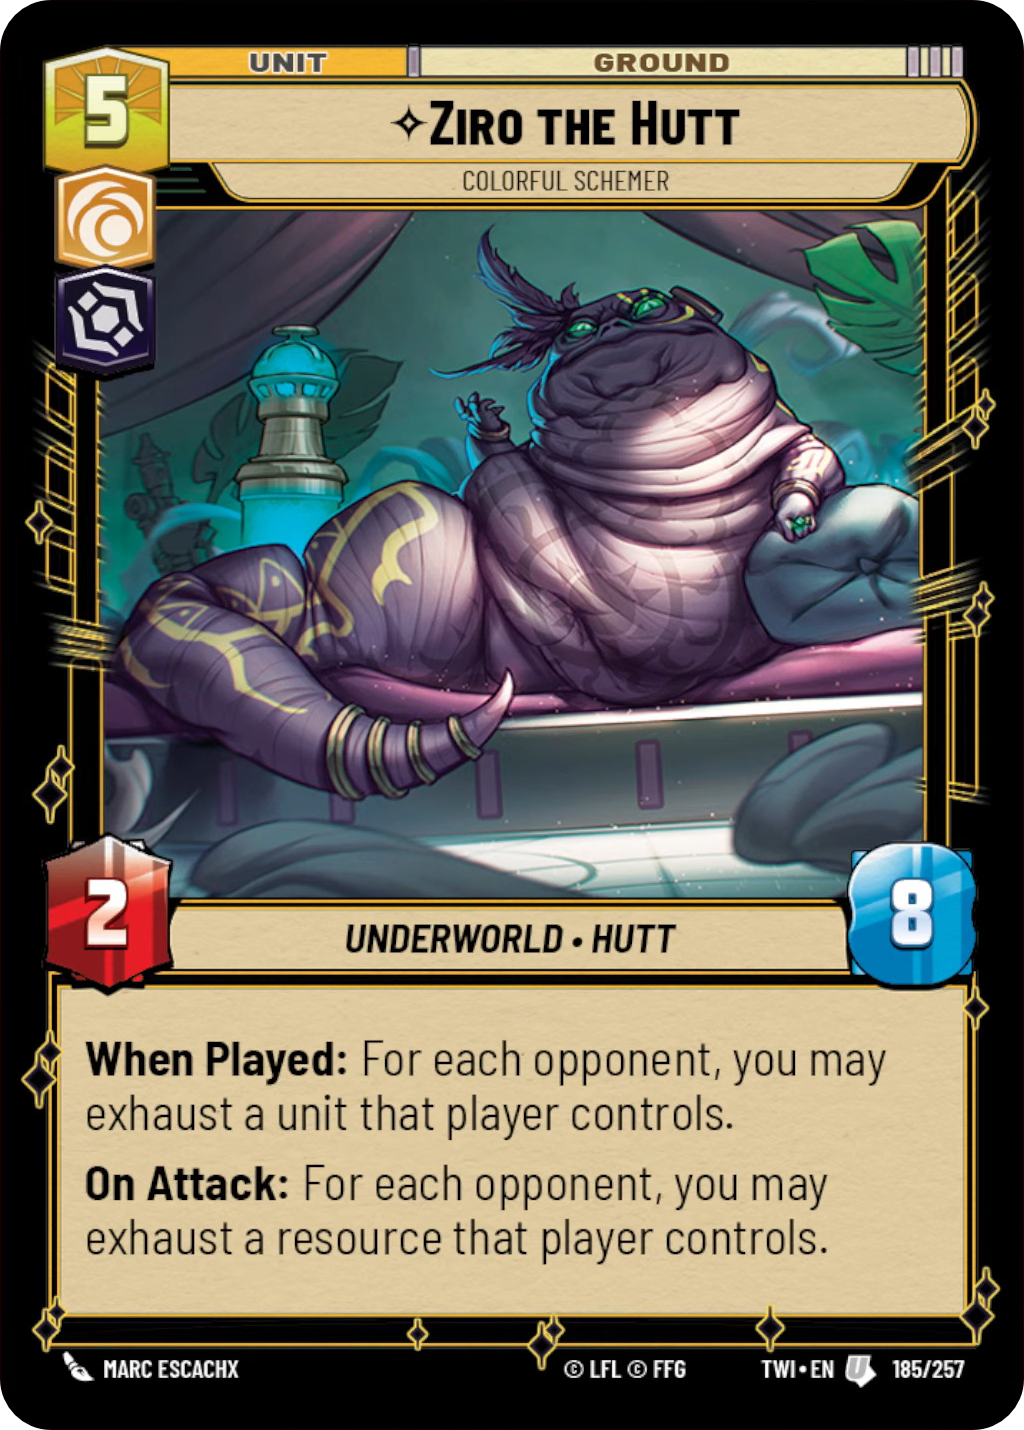 UNIT
GROUND
5
ZIRO THE HUTT
COLORFUL SCHEMER
2
8
UNDERWORLD • HUTT
When Played: For each opponent, you may
exhaust a unit that player controls.
On Attack: For each opponent, you may
exhaust a resource that player controls.
MARC ESCACHX
© LFL © FFG
TWI • EN U 185/257